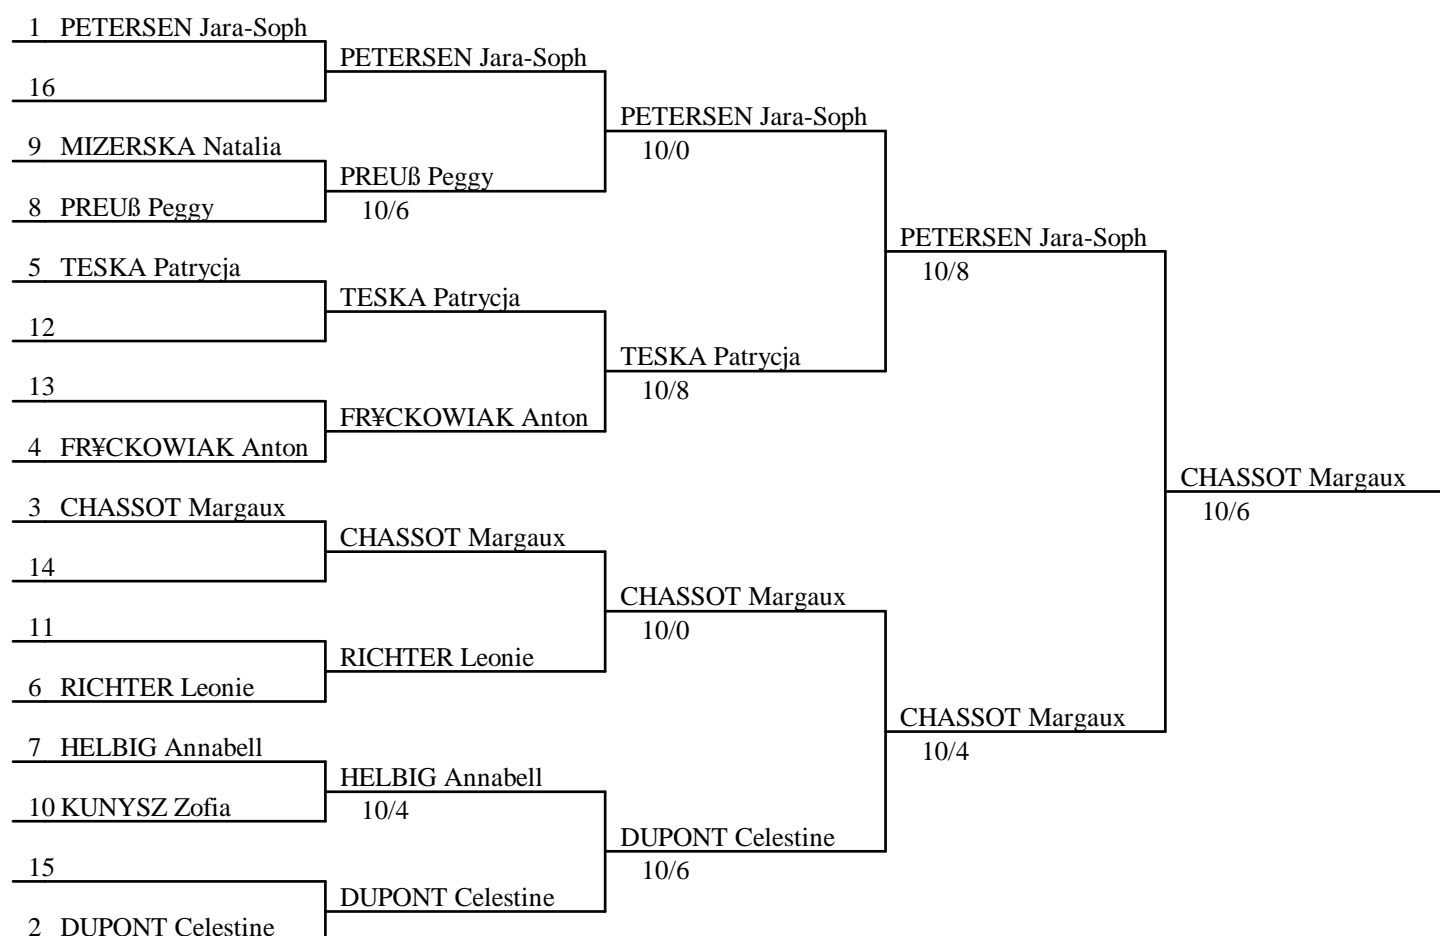 1 PETERSEN Jara-Soph
PETERSEN Jara-Soph
16
PETERSEN Jara-Soph
10/0
9 MIZERSKA Natalia
PREUß Peggy
10/6
8 PREUß Peggy
PETERSEN Jara-Soph
10/8
5 TESKA Patrycja
TESKA Patrycja
12
TESKA Patrycja
10/8
13
FR¥CKOWIAK Anton
4 FR¥CKOWIAK Anton
CHASSOT Margaux
10/6
3 CHASSOT Margaux
CHASSOT Margaux
14
CHASSOT Margaux
10/0
11
RICHTER Leonie
6 RICHTER Leonie
CHASSOT Margaux
10/4
7 HELBIG Annabell
HELBIG Annabell
10/4
10 KUNYSZ Zofia
DUPONT Celestine
10/6
15
DUPONT Celestine
2 DUPONT Celestine